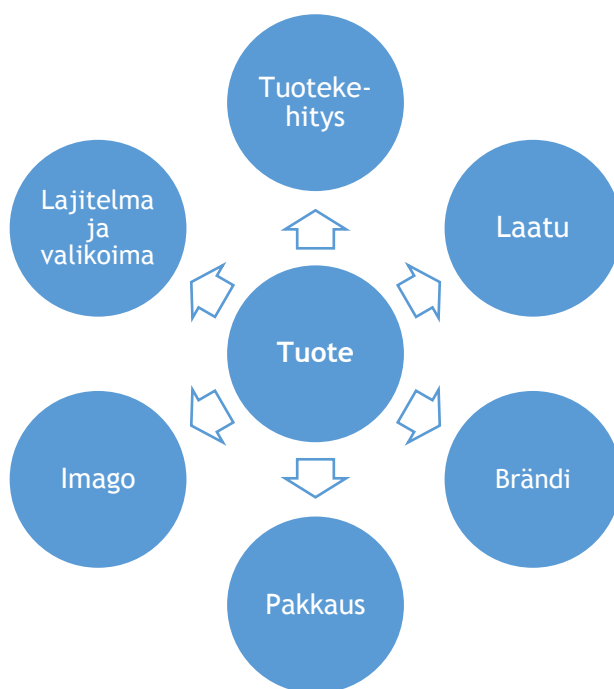 Tuoteke-
hitys
Lajitelma
ja
valikoima
Laatu
Tuote
Imago
Brändi
Pakkaus